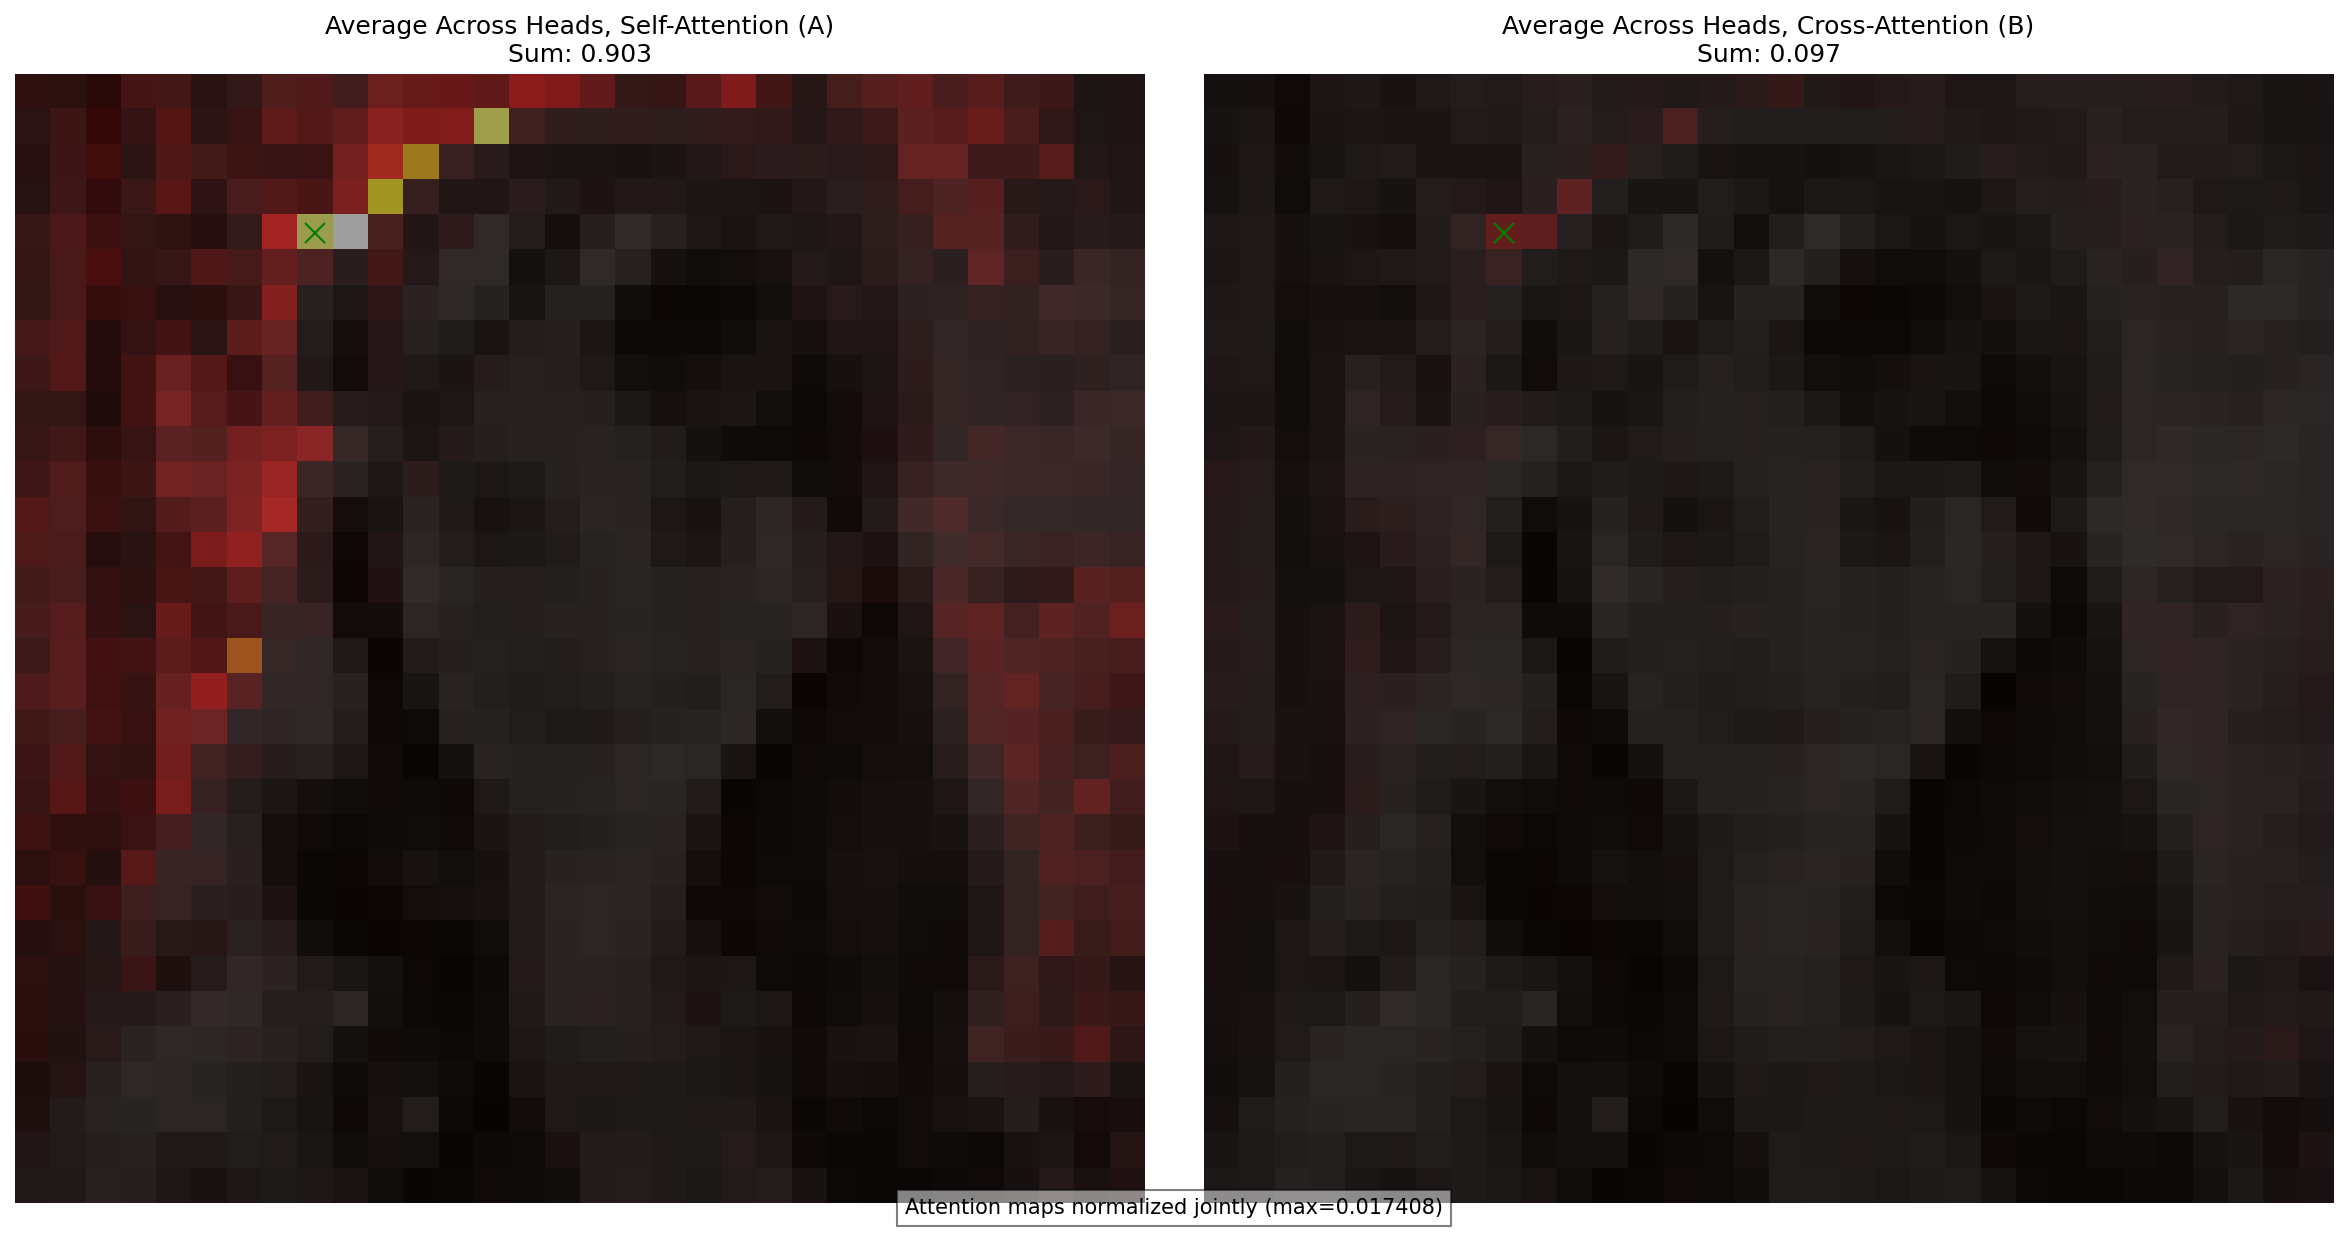 Average Across Heads, Self-Attention (A)
Sum: 0.903
Average Across Heads, Cross-Attention (B)
Sum: 0.097
Attention maps normalized jointly (max=0.017408)